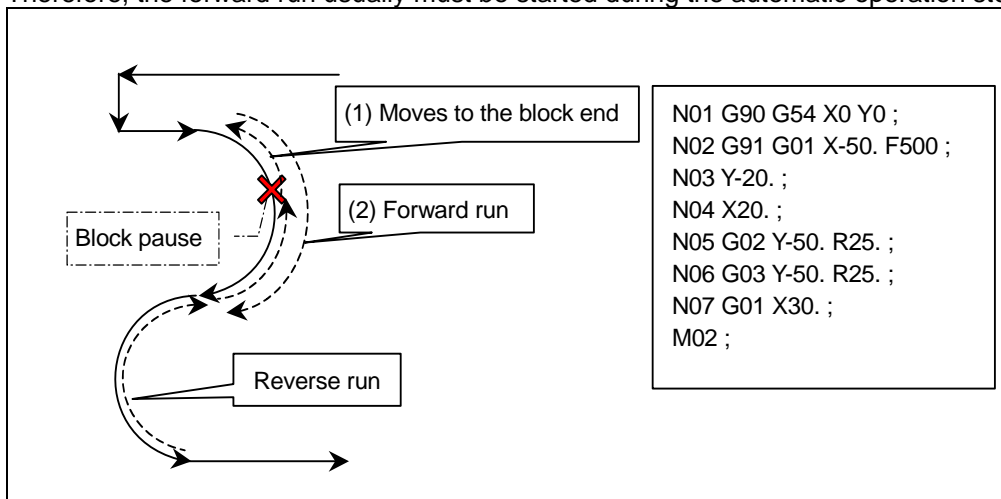 Therefore, the forward run usually must be started during the automatic operation
(1) Moves to the block end
(2) Forward run
Block pause
Reverse run
N01 G90 G54 X0 Y0 ;
N02 G91 G01 X-50. F500 ;
N03 Y-20. ;
N04 X20. ;
N05 G02 Y-50. R25. ;
N06 G03 Y-50. R25. ;
N07 G01 X30. ;
M02 ;